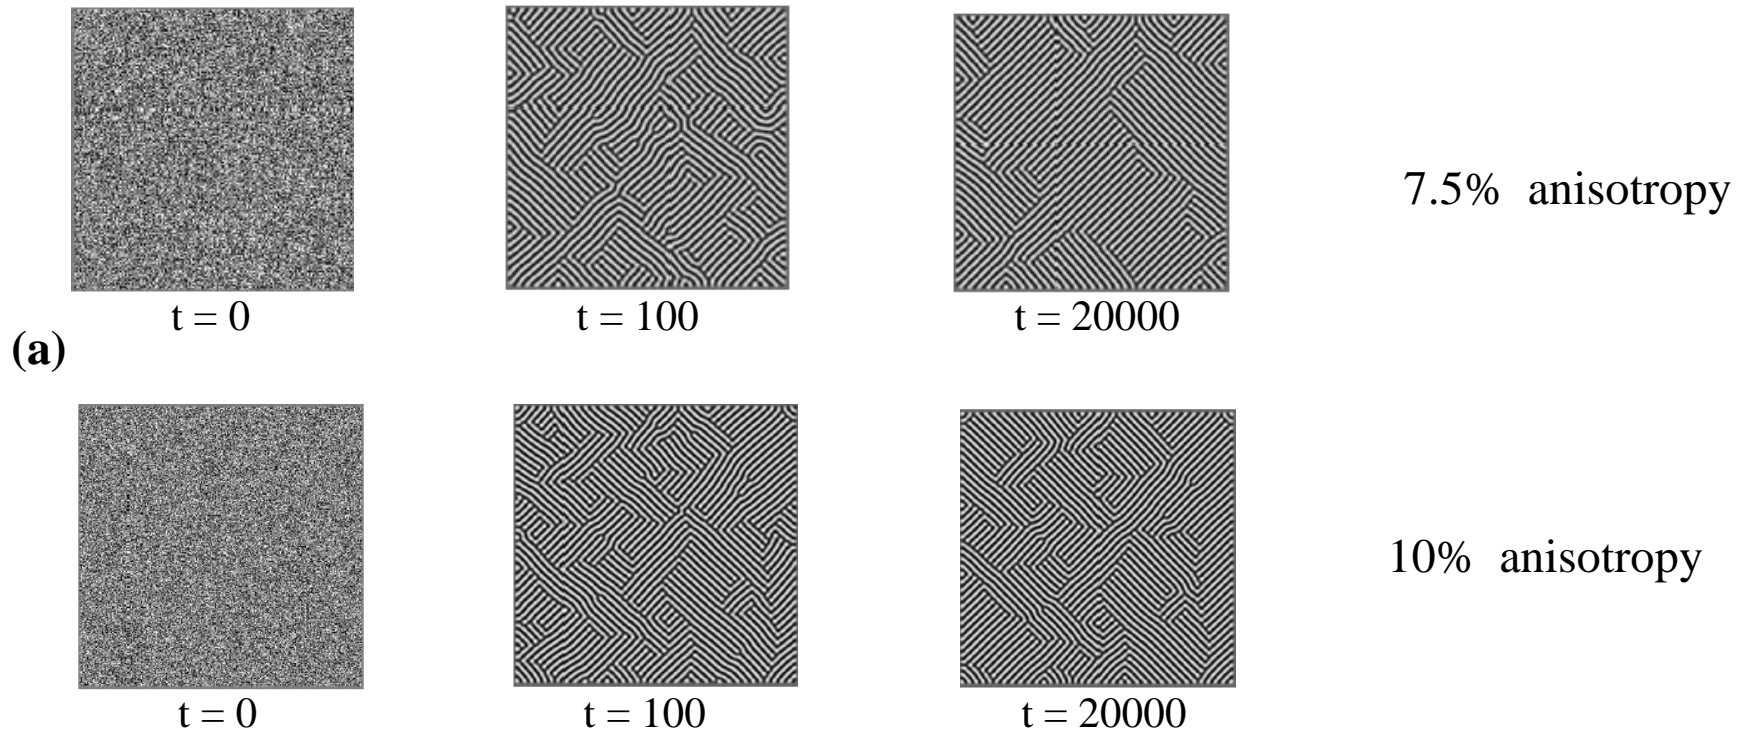 7.5% anisotropy
t = 0
t = 100
t = 20000
(a)
10% anisotropy
t = 0
t = 100
t = 20000